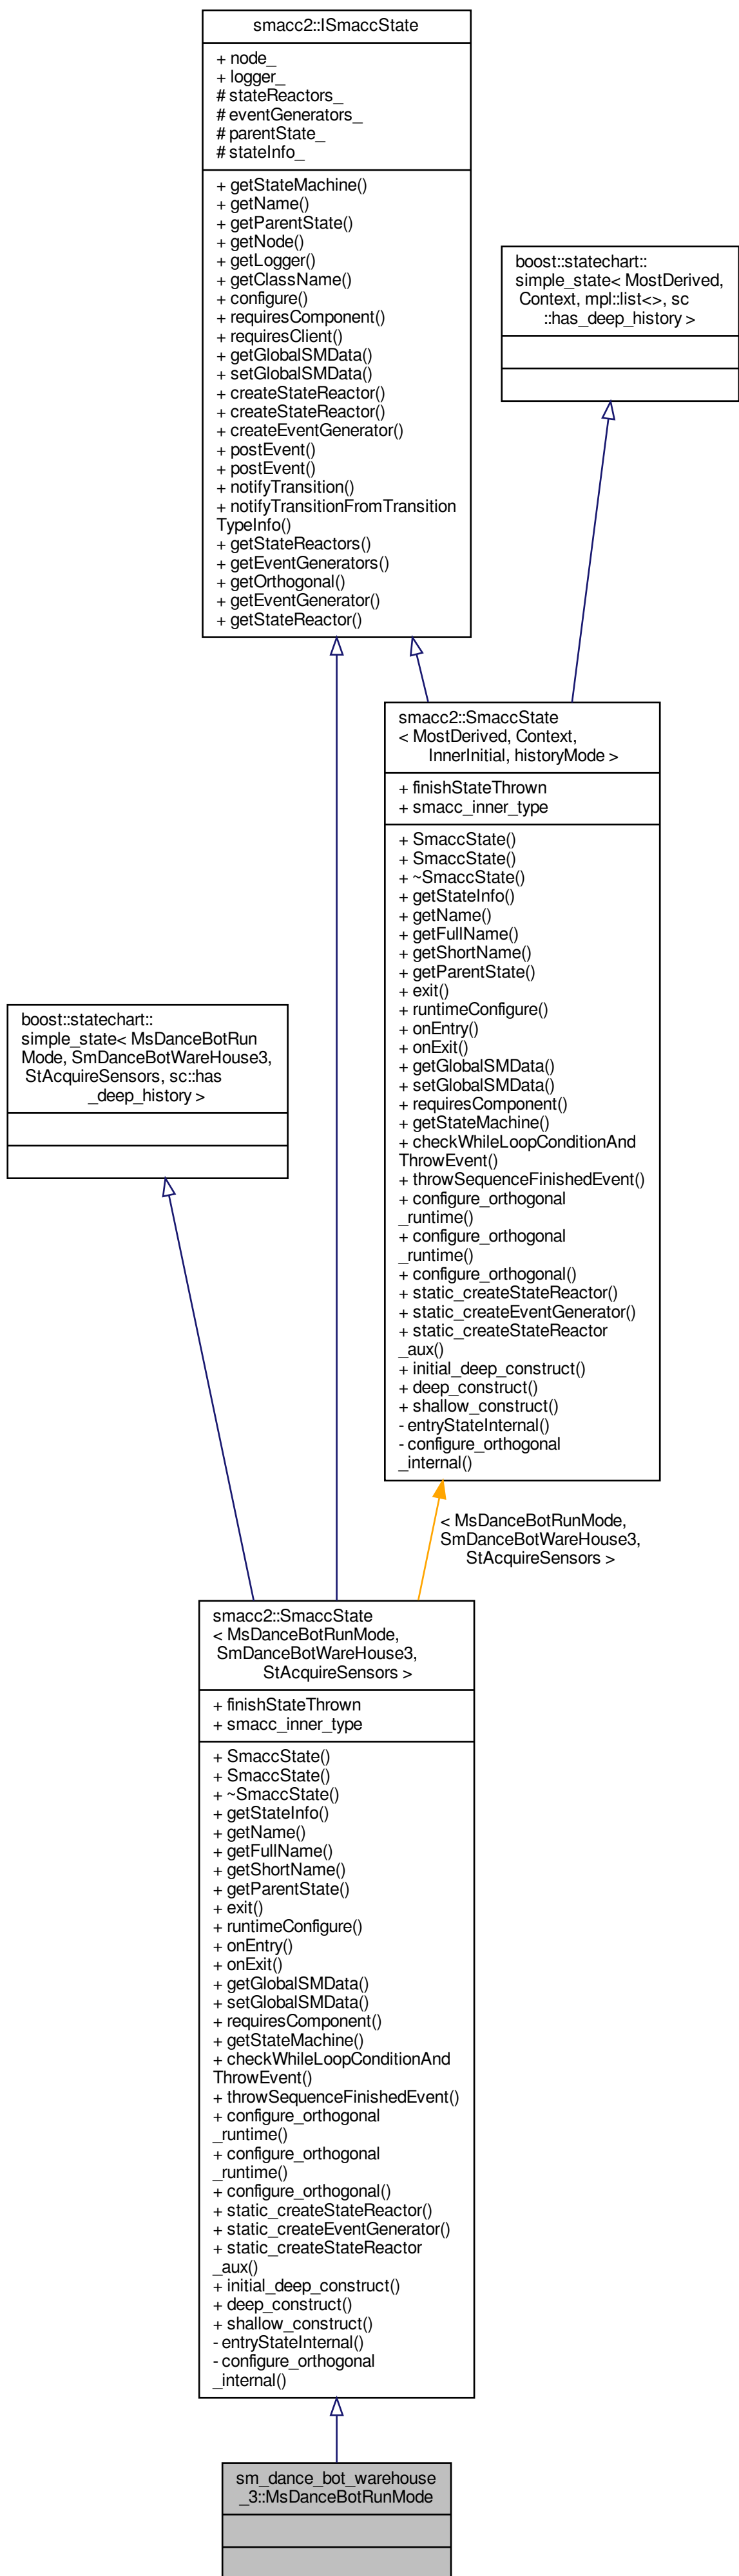 smacc2::ISmaccState
+ node_
+ logger_
# stateReactors_
# eventGenerators_
# parentState_
# stateInfo_
+ getStateMachine()
+ getName()
+ getParentState()
+ getNode()
+ getLogger()
+ getClassName()
+ configure()
+ requiresComponent()
+ requiresClient()
+ getGlobalSMData()
+ setGlobalSMData()
+ createStateReactor()
+ createStateReactor()
+ createEventGenerator()
+ postEvent()
+ postEvent()
+ notifyTransition()
+ notifyTransitionFromTransition
TypeInfo()
+ getStateReactors()
+ getEventGenerators()
+ getOrthogonal()
+ getEventGenerator()
+ getStateReactor()
boost::statechart::
simple_state< MostDerived,
Context, mpl::list<>, sc
::has_deep_history >
smacc2::SmaccState
< MostDerived, Context,
InnerInitial, historyMode >
+ finishStateThrown
+ smacc_inner_type
+ SmaccState()
+ SmaccState()
+ ~SmaccState()
+ getStateInfo()
+ getName()
+ getFullName()
+ getShortName()
+ getParentState()
+ exit()
+ runtimeConfigure()
+ onEntry()
+ onExit()
+ getGlobalSMData()
+ setGlobalSMData()
+ requiresComponent()
+ getStateMachine()
+ checkWhileLoopConditionAnd
ThrowEvent()
+ throwSequenceFinishedEvent()
+ configure_orthogonal
_runtime()
+ configure_orthogonal
_runtime()
+ configure_orthogonal()
+ static_createStateReactor()
+ static_createEventGenerator()
+ static_createStateReactor
_aux()
+ initial_deep_construct()
+ deep_construct()
+ shallow_construct()
- entryStateInternal()
- configure_orthogonal
_internal()
boost::statechart::
simple_state< MsDanceBotRun
Mode, SmDanceBotWareHouse3,
StAcquireSensors, sc::has
_deep_history >
< MsDanceBotRunMode,
SmDanceBotWareHouse3,
StAcquireSensors >
smacc2::SmaccState
< MsDanceBotRunMode,
SmDanceBotWareHouse3,
StAcquireSensors >
+ finishStateThrown
+ smacc_inner_type
+ SmaccState()
+ SmaccState()
+ ~SmaccState()
+ getStateInfo()
+ getName()
+ getFullName()
+ getShortName()
+ getParentState()
+ exit()
+ runtimeConfigure()
+ onEntry()
+ onExit()
+ getGlobalSMData()
+ setGlobalSMData()
+ requiresComponent()
+ getStateMachine()
+ checkWhileLoopConditionAnd
ThrowEvent()
+ throwSequenceFinishedEvent()
+ configure_orthogonal
_runtime()
+ configure_orthogonal
_runtime()
+ configure_orthogonal()
+ static_createStateReactor()
+ static_createEventGenerator()
+ static_createStateReactor
_aux()
+ initial_deep_construct()
+ deep_construct()
+ shallow_construct()
- entryStateInternal()
- configure_orthogonal
_internal()
sm_dance_bot_warehouse
_3::MsDanceBotRunMode